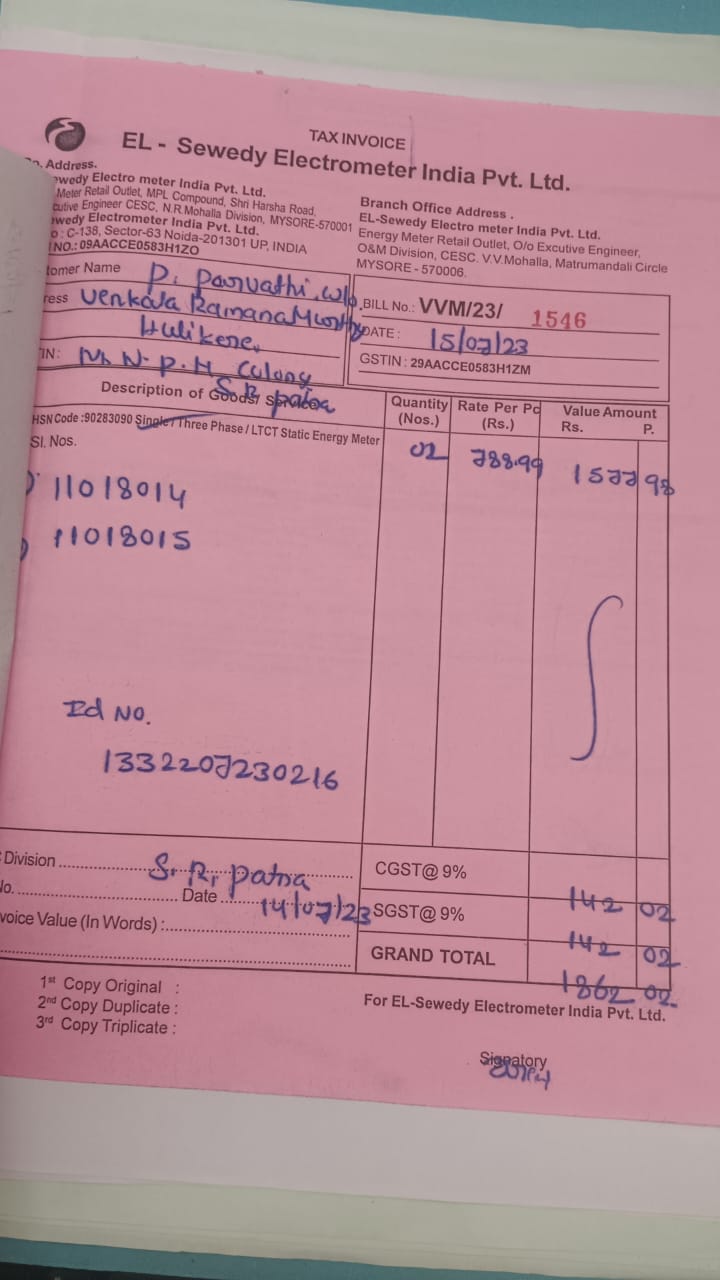 TAX INVOICE
EL - Sewedy Electrometer India Pvt. Ltd.
Address.
ewedy Electro meter India Pvt. Ltd.
Meter Retail Outlet, MPL Compound, Shri Harsha Road,
cutive Engineer CESC, N.R.Mohalla Division, MYSORE-570001
wedy Electrometer India Pvt. Ltd.
o : C-138, Sector-63 Noida-201301 UP, INDIA
NO.: 09AACCE0583H1ZO
Branch Office Address .
EL-Sewedy Electro meter India Pvt. Ltd.
Energy Meter Retail Outlet, O/o Excutive Engineer,
O&M Division, CESC. V.V.Mohalla, Matrumandali Circle
MYSORE - 570006.
tomer Name P. Parvathi. w/o.
ress Venkata Ramana Murthy
Hulikere,
IN: N. P. M Colony
S.R patna
BILL No.: VVM/23/ 1546
DATE : 15/07/23
GSTIN : 29AACCE0583H1ZM
Description of Goods/ Service
Quantity (Nos.)
Rate Per Pc (Rs.)
Value Amount Rs. P.
HSN Code :90283090 Single / Three Phase / LTCT Static Energy Meter
02 788.99 1577 98
Sl. Nos.
11018014
11018015
Id No.
1332207230216
Division S. R. patna
No. Date 14/07/23
voice Value (In Words) :
CGST@ 9% 142 02
SGST@ 9% 142 02
GRAND TOTAL 1862 02
1st Copy Original :
2nd Copy Duplicate :
3rd Copy Triplicate :
For EL-Sewedy Electrometer India Pvt. Ltd.
Signatory